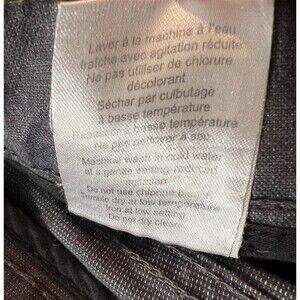 Laver à la machina à l'eau
fraîche avec agitation réduite
Ne pas utiliser de chlorure
décolorant
Sécher par culbutage
à basse température
Repasser à basse température
Ne pas nettoyer à sec
Machine wash in cold water
at a gentle setting-reduced
agitation
Do not use chlorine
Tumble dry at low temperature
Iron at low setting
Do not dry clean